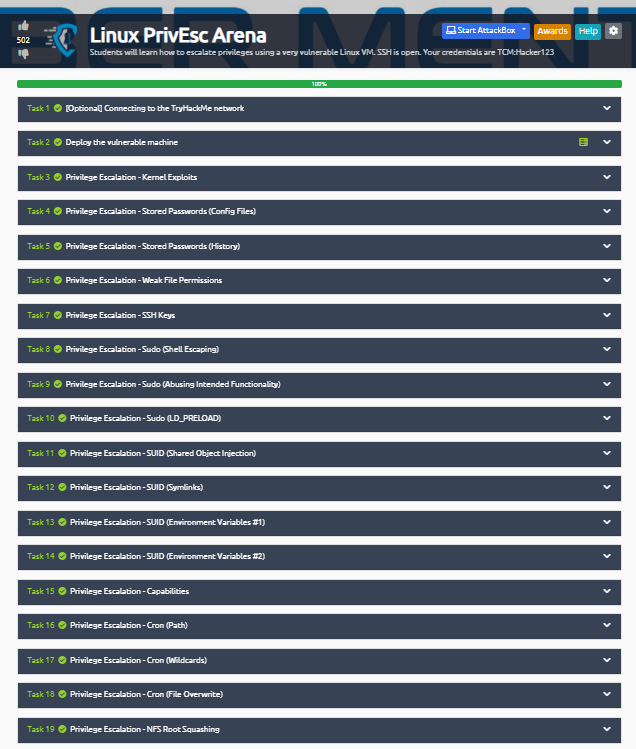 502
Linux PrivEsc Arena
Start AttackBox
Awards
Help
Students will learn how to escalate privileges using a very vulnerable Linux VM. SSH is open. Your credentials are TCM:Hacker123
100%
Task 1 [Optional] Connecting to the TryHackMe network
Task 2 Deploy the vulnerable machine
Task 3 Privilege Escalation - Kernel Exploits
Task 4 Privilege Escalation - Stored Passwords (Config Files)
Task 5 Privilege Escalation - Stored Passwords (History)
Task 6 Privilege Escalation - Weak File Permissions
Task 7 Privilege Escalation - SSH Keys
Task 8 Privilege Escalation - Sudo (Shell Escaping)
Task 9 Privilege Escalation - Sudo (Abusing Intended Functionality)
Task 10 Privilege Escalation - Sudo (LD_PRELOAD)
Task 11 Privilege Escalation - SUID (Shared Object Injection)
Task 12 Privilege Escalation - SUID (Symlinks)
Task 13 Privilege Escalation - SUID (Environment Variables #1)
Task 14 Privilege Escalation - SUID (Environment Variables #2)
Task 15 Privilege Escalation - Capabilities
Task 16 Privilege Escalation - Cron (Path)
Task 17 Privilege Escalation - Cron (Wildcards)
Task 18 Privilege Escalation - Cron (File Overwrite)
Task 19 Privilege Escalation - NFS Root Squashing